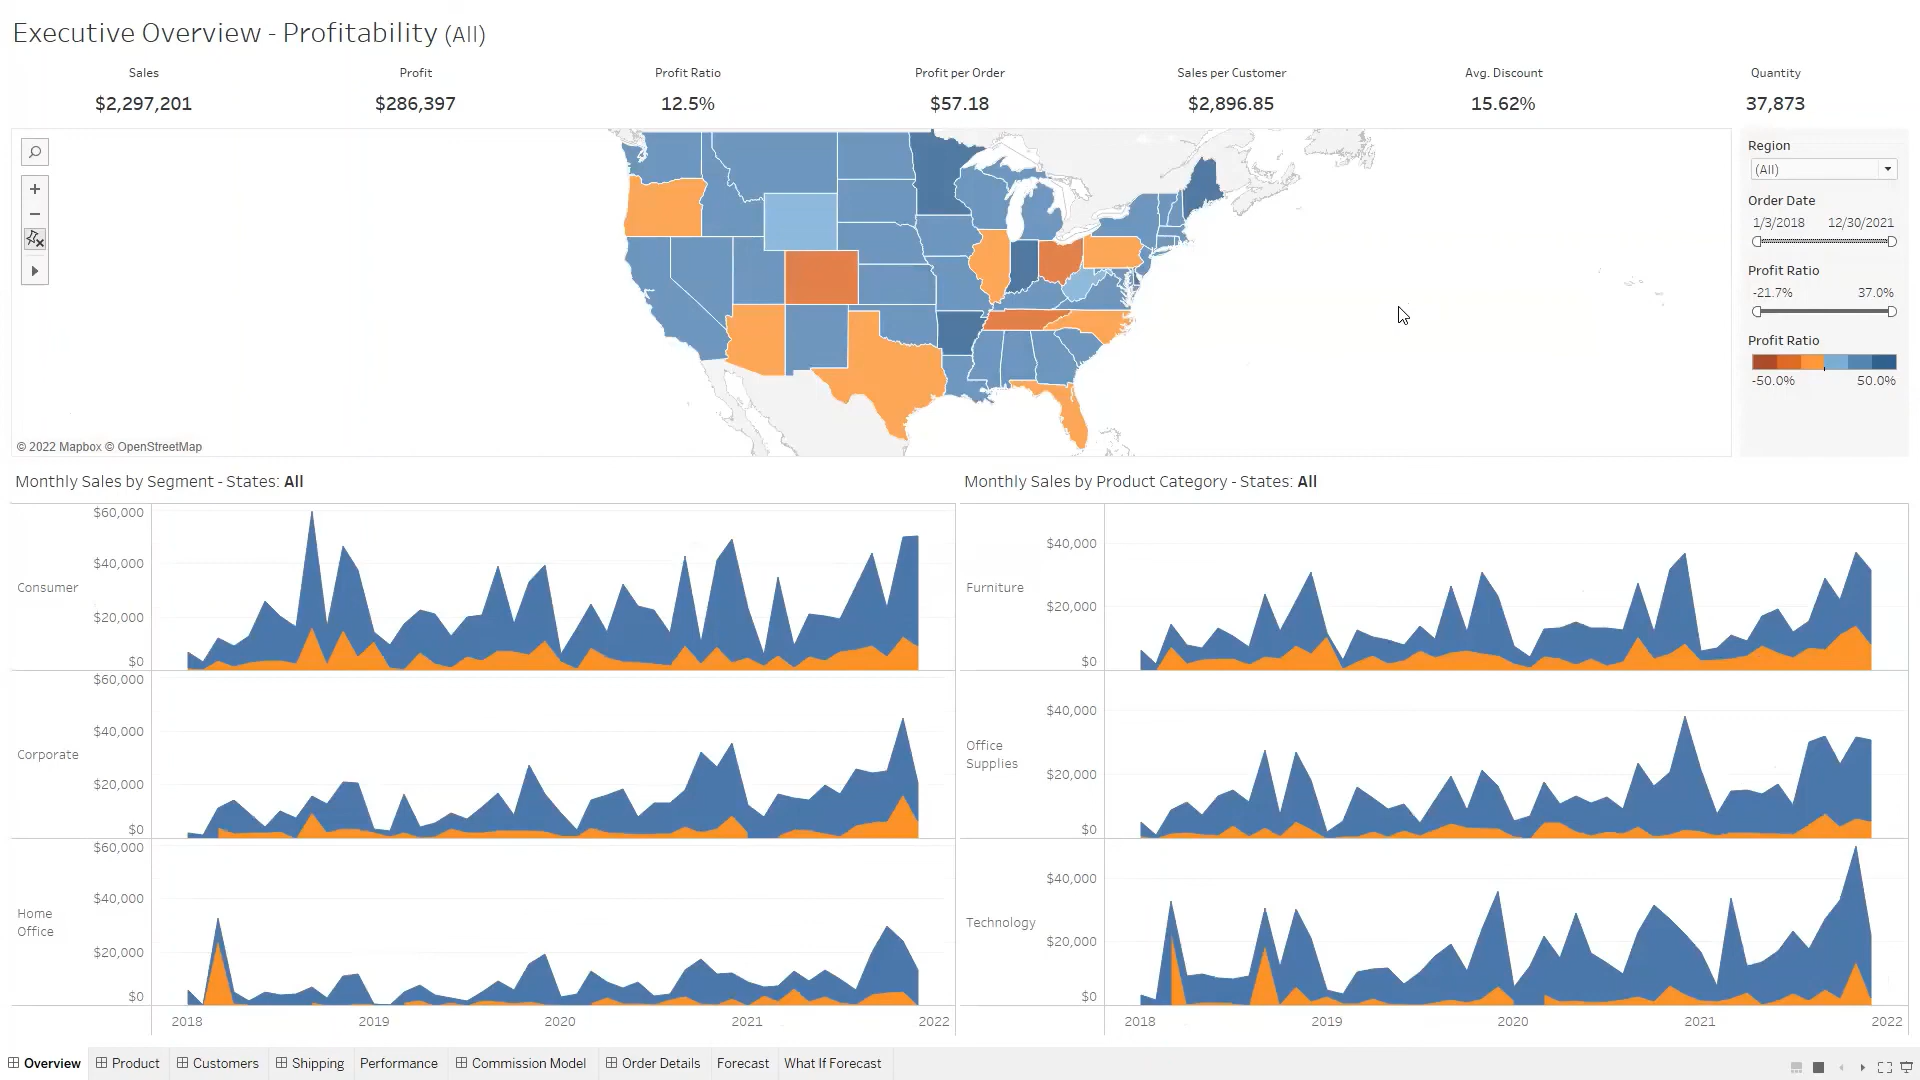 Executive Overview - Profitability (All)
Sales
Profit
Profit Ratio
Profit per Order
Sales per Customer
Avg. Discount
Quantity
$2,297,201
$286,397
12.5%
$57.18
$2,896.85
15.62%
37,873
Region
(All)
Order Date
1/3/2018 12/30/2021
Profit Ratio
-21.7% 37.0%
Profit Ratio
-50.0% 50.0%
© 2022 Mapbox © OpenStreetMap
Monthly Sales by Segment - States: All
Consumer
$60,000
$40,000
$20,000
$0
Corporate
$60,000
$40,000
$20,000
$0
Home
Office
$60,000
$40,000
$20,000
$0
2018 2019 2020 2021 2022
Monthly Sales by Product Category - States: All
Furniture
$40,000
$20,000
$0
Office
Supplies
$40,000
$20,000
$0
Technology
$40,000
$20,000
$0
2018 2019 2020 2021 2022
Overview Product Customers Shipping Performance Commission Model Order Details Forecast What If Forecast